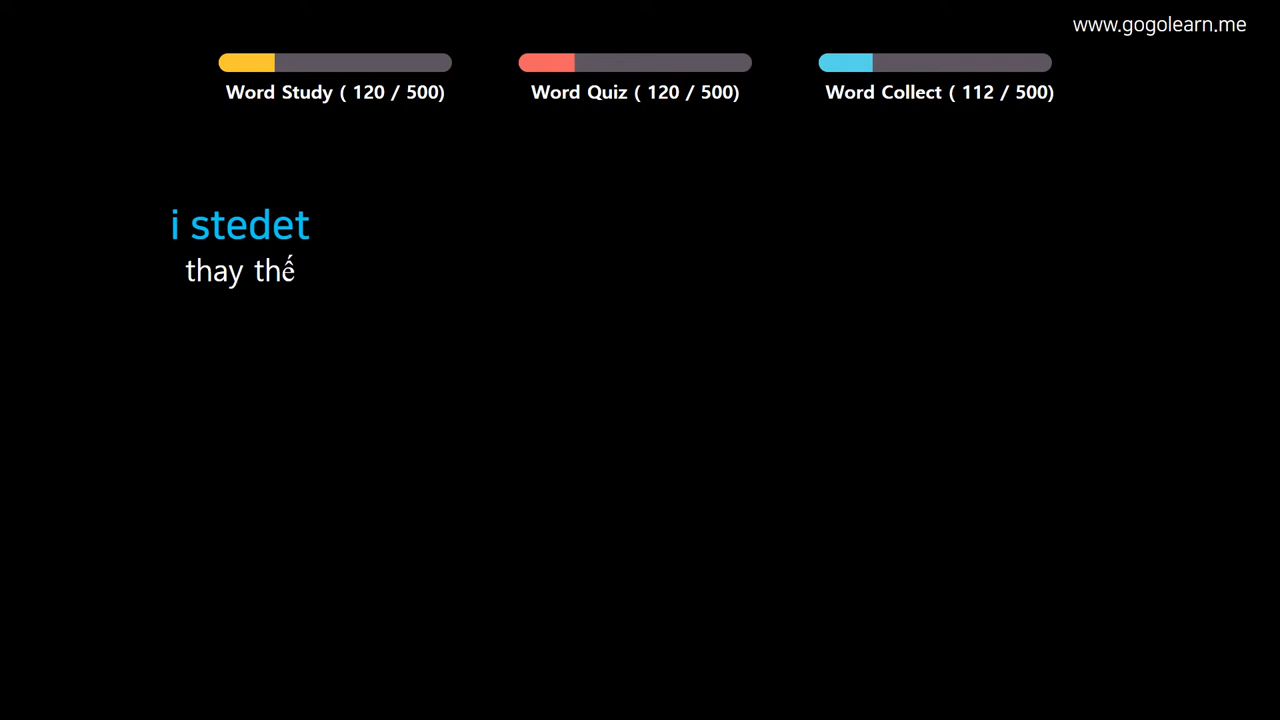 www.gogolearn.me
Word Study ( 120 / 500)
Word Quiz ( 120 / 500)
Word Collect ( 112 / 500)
i stedet
thay thế